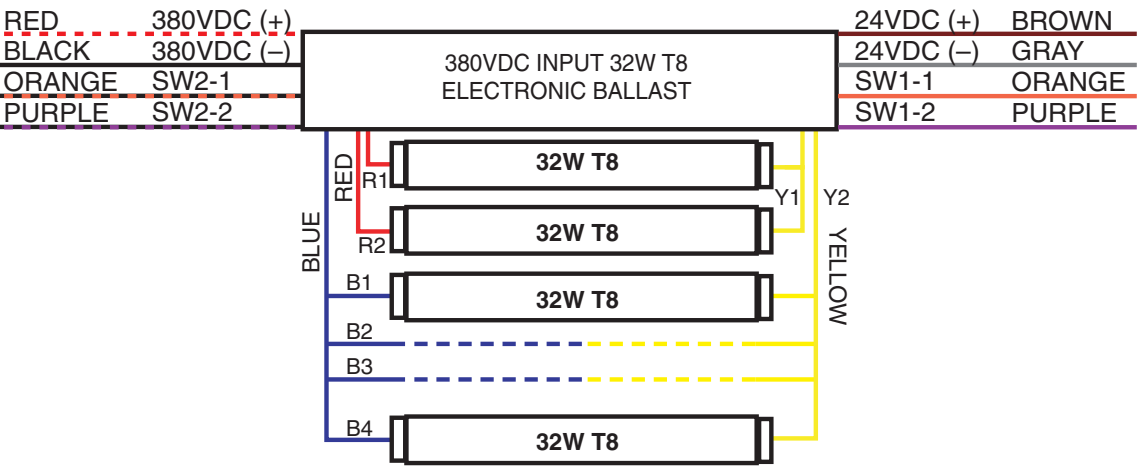 RED 380VDC (+)
BLACK 380VDC (–)
ORANGE SW2-1
PURPLE SW2-2
380VDC INPUT 32W T8
ELECTRONIC BALLAST
24VDC (+) BROWN
24VDC (–) GRAY
SW1-1 ORANGE
SW1-2 PURPLE
BLUE
RED
R1
32W T8
Y1
Y2
R2
32W T8
YELLOW
B1
32W T8
B2
B3
B4
32W T8